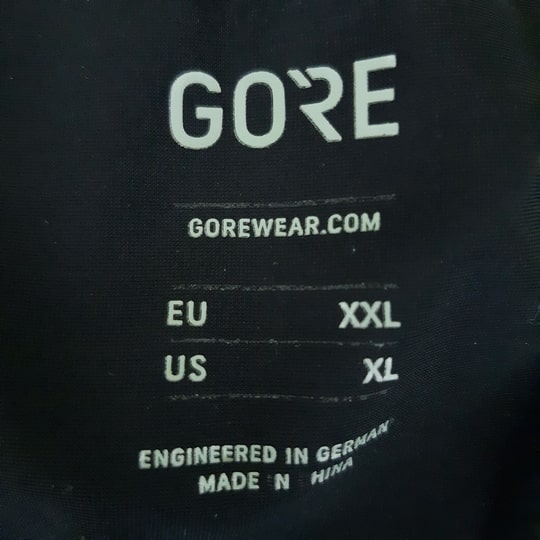 GORE
GOREWEAR.COM
EU XXL
US XL
ENGINEERED IN GERMAN
MADE N HINA